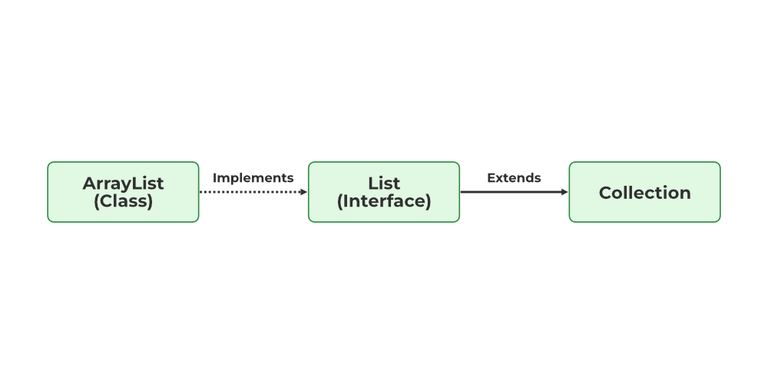 ArrayList
(Class)
Implements
List
(Interface)
Extends
Collection